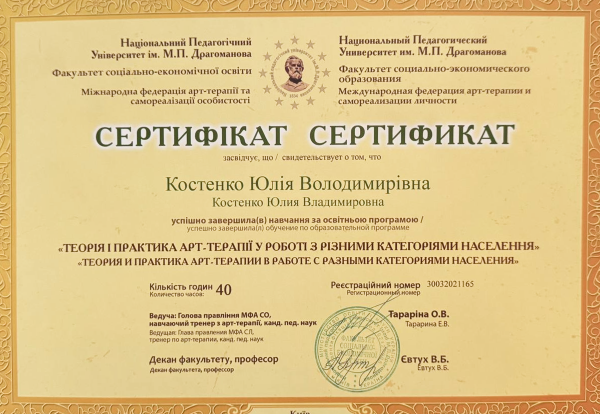 Національний Педагогічний
Університет ім. М.П. Драгоманова
Факультет соціально-економічної освіти
Міжнародна федерація арт-терапії та
самореалізації особистості
Национальный Педагогический
Университет им. М.П. Драгоманова
Факультет социально-экономического
образования
Международная федерация арт-терапии и
самореализации личности
СЕРТИФІКАТ СЕРТИФИКАТ
засвідчує, що / свидетельствует о том, что
Костенко Юлія Володимирівна
Костенко Юлия Владимировна
успішно завершила(в) навчання за освітньою програмою /
успешно завершила(л) обучение по образовательной программе
«ТЕОРІЯ І ПРАКТИКА АРТ-ТЕРАПІЇ У РОБОТІ З РІЗНИМИ КАТЕГОРІЯМИ НАСЕЛЕННЯ»
«ТЕОРИЯ И ПРАКТИКА АРТ-ТЕРАПИИ В РАБОТЕ С РАЗНЫМИ КАТЕГОРИЯМИ НАСЕЛЕНИЯ»
Кількість годин 40
Количество часов:
Реєстраційний номер 30032021165
Регистрационный номер
Ведуча: Голова правління МФА СО,
навчаючий тренер з арт-терапії, канд. пед. наук
Ведущая: Глава правления МФА СЛ,
тренер по арт-терапии, канд. пед. наук
Тараріна О.В.
Тарарина Е.В.
Декан факультету, професор
Декан факультета, профессор
Євтух В.Б.
Евтух В.Б.
Київ